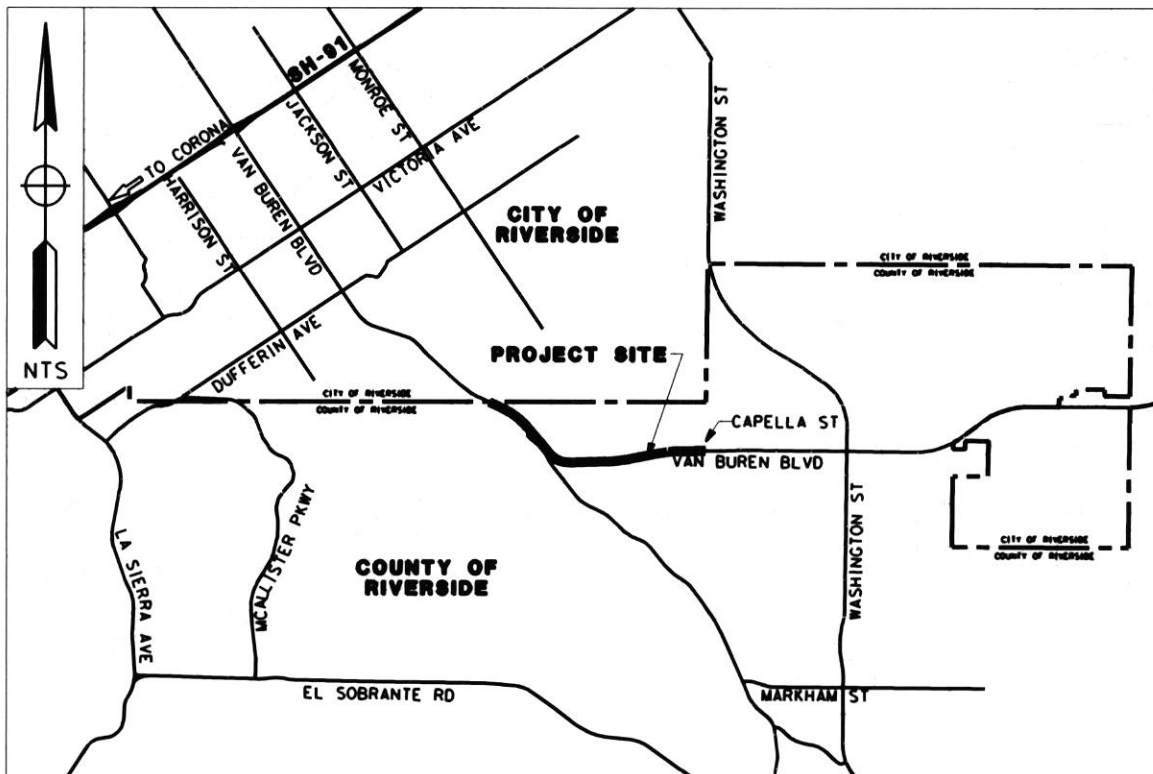 SH-91
MONROE ST
JACKSON ST
TO CORONA
VAN BUREN BLVD
HARRISON ST
VICTORIA AVE
WASHINGTON ST
CITY OF
RIVERSIDE
CITY OF RIVERSIDE
COUNTY OF RIVERSIDE
DUFFERIN AVE
PROJECT SITE
NTS
CITY OF RIVERSIDE
COUNTY OF RIVERSIDE
CAPELLA ST
VAN BUREN BLVD
LA SIERRA AVE
MCALLISTER PKWY
WASHINGTON ST
CITY OF RIVERSIDE
COUNTY OF RIVERSIDE
COUNTY OF
RIVERSIDE
EL SOBRANTE RD
MARKHAM ST